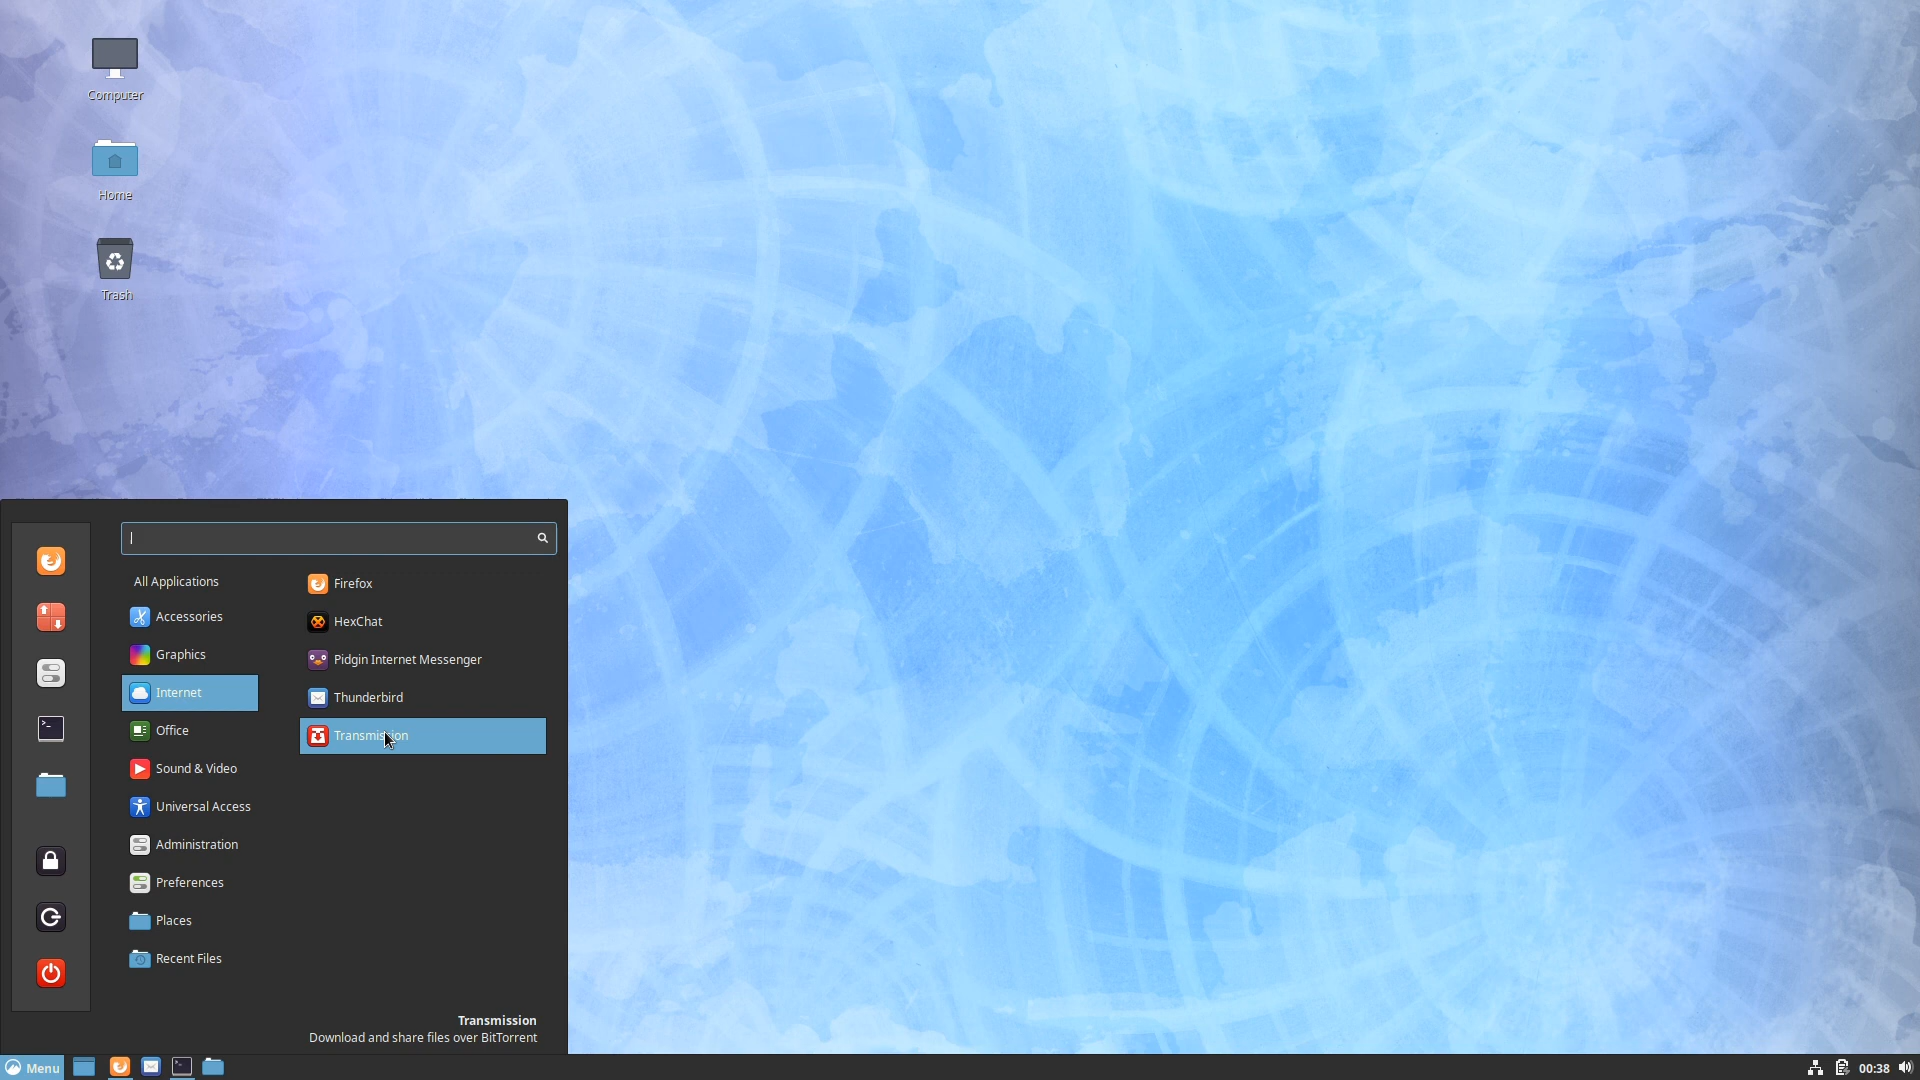 Computer
Home
Trash
All Applications
Accessories
Graphics
Internet
Office
Sound & Video
Universal Access
Administration
Preferences
Places
Recent Files
Firefox
HexChat
Pidgin Internet Messenger
Thunderbird
Transmission
Transmission
Download and share files over BitTorrent
Menu
00:38